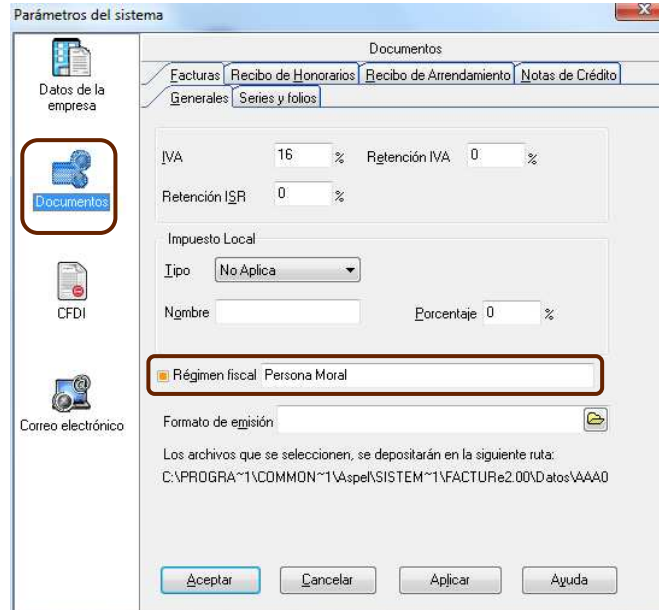 Parámetros del sistema
Datos de la
empresa
Documentos
CFDI
Correo electrónico
Documentos
Facturas Recibo de Honorarios Recibo de Arrendamiento Notas de Crédito
Generales Series y folios
IVA 16 % Retención IVA 0 %
Retención ISR 0 %
Impuesto Local
Tipo No Aplica
Nombre Porcentaje 0 %
Régimen fiscal Persona Moral
Formato de emisión
Los archivos que se seleccionen, se depositarán en la siguiente ruta:
C:\PROGRA~1\COMMON~1\Aspel\SISTEM~1\FACTURe2.00\Datos\AAA0
Aceptar Cancelar Aplicar Ayuda